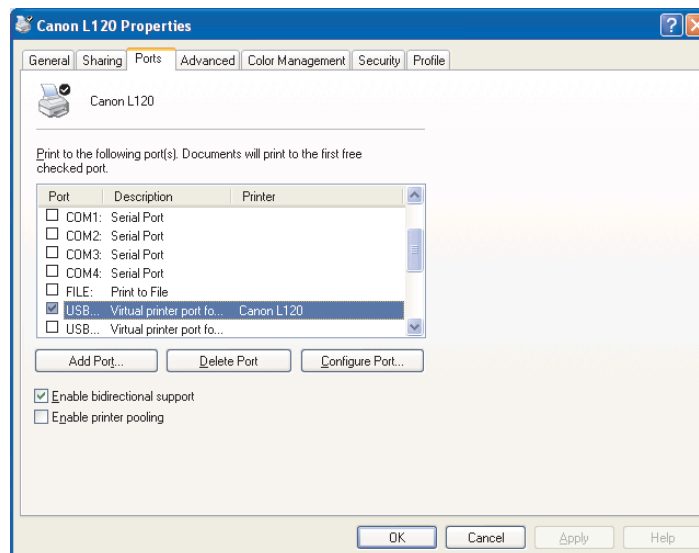 Canon L120 Properties
General Sharing Ports Advanced Color Management Security Profile
Canon L120
Print to the following port(s). Documents will print to the first free
checked port.
Port Description Printer
COM1: Serial Port
COM2: Serial Port
COM3: Serial Port
COM4: Serial Port
FILE: Print to File
USB... Virtual printer port fo... Canon L120
USB... Virtual printer port fo...
Add Port... Delete Port Configure Port...
Enable bidirectional support
Enable printer pooling
OK Cancel Apply Help